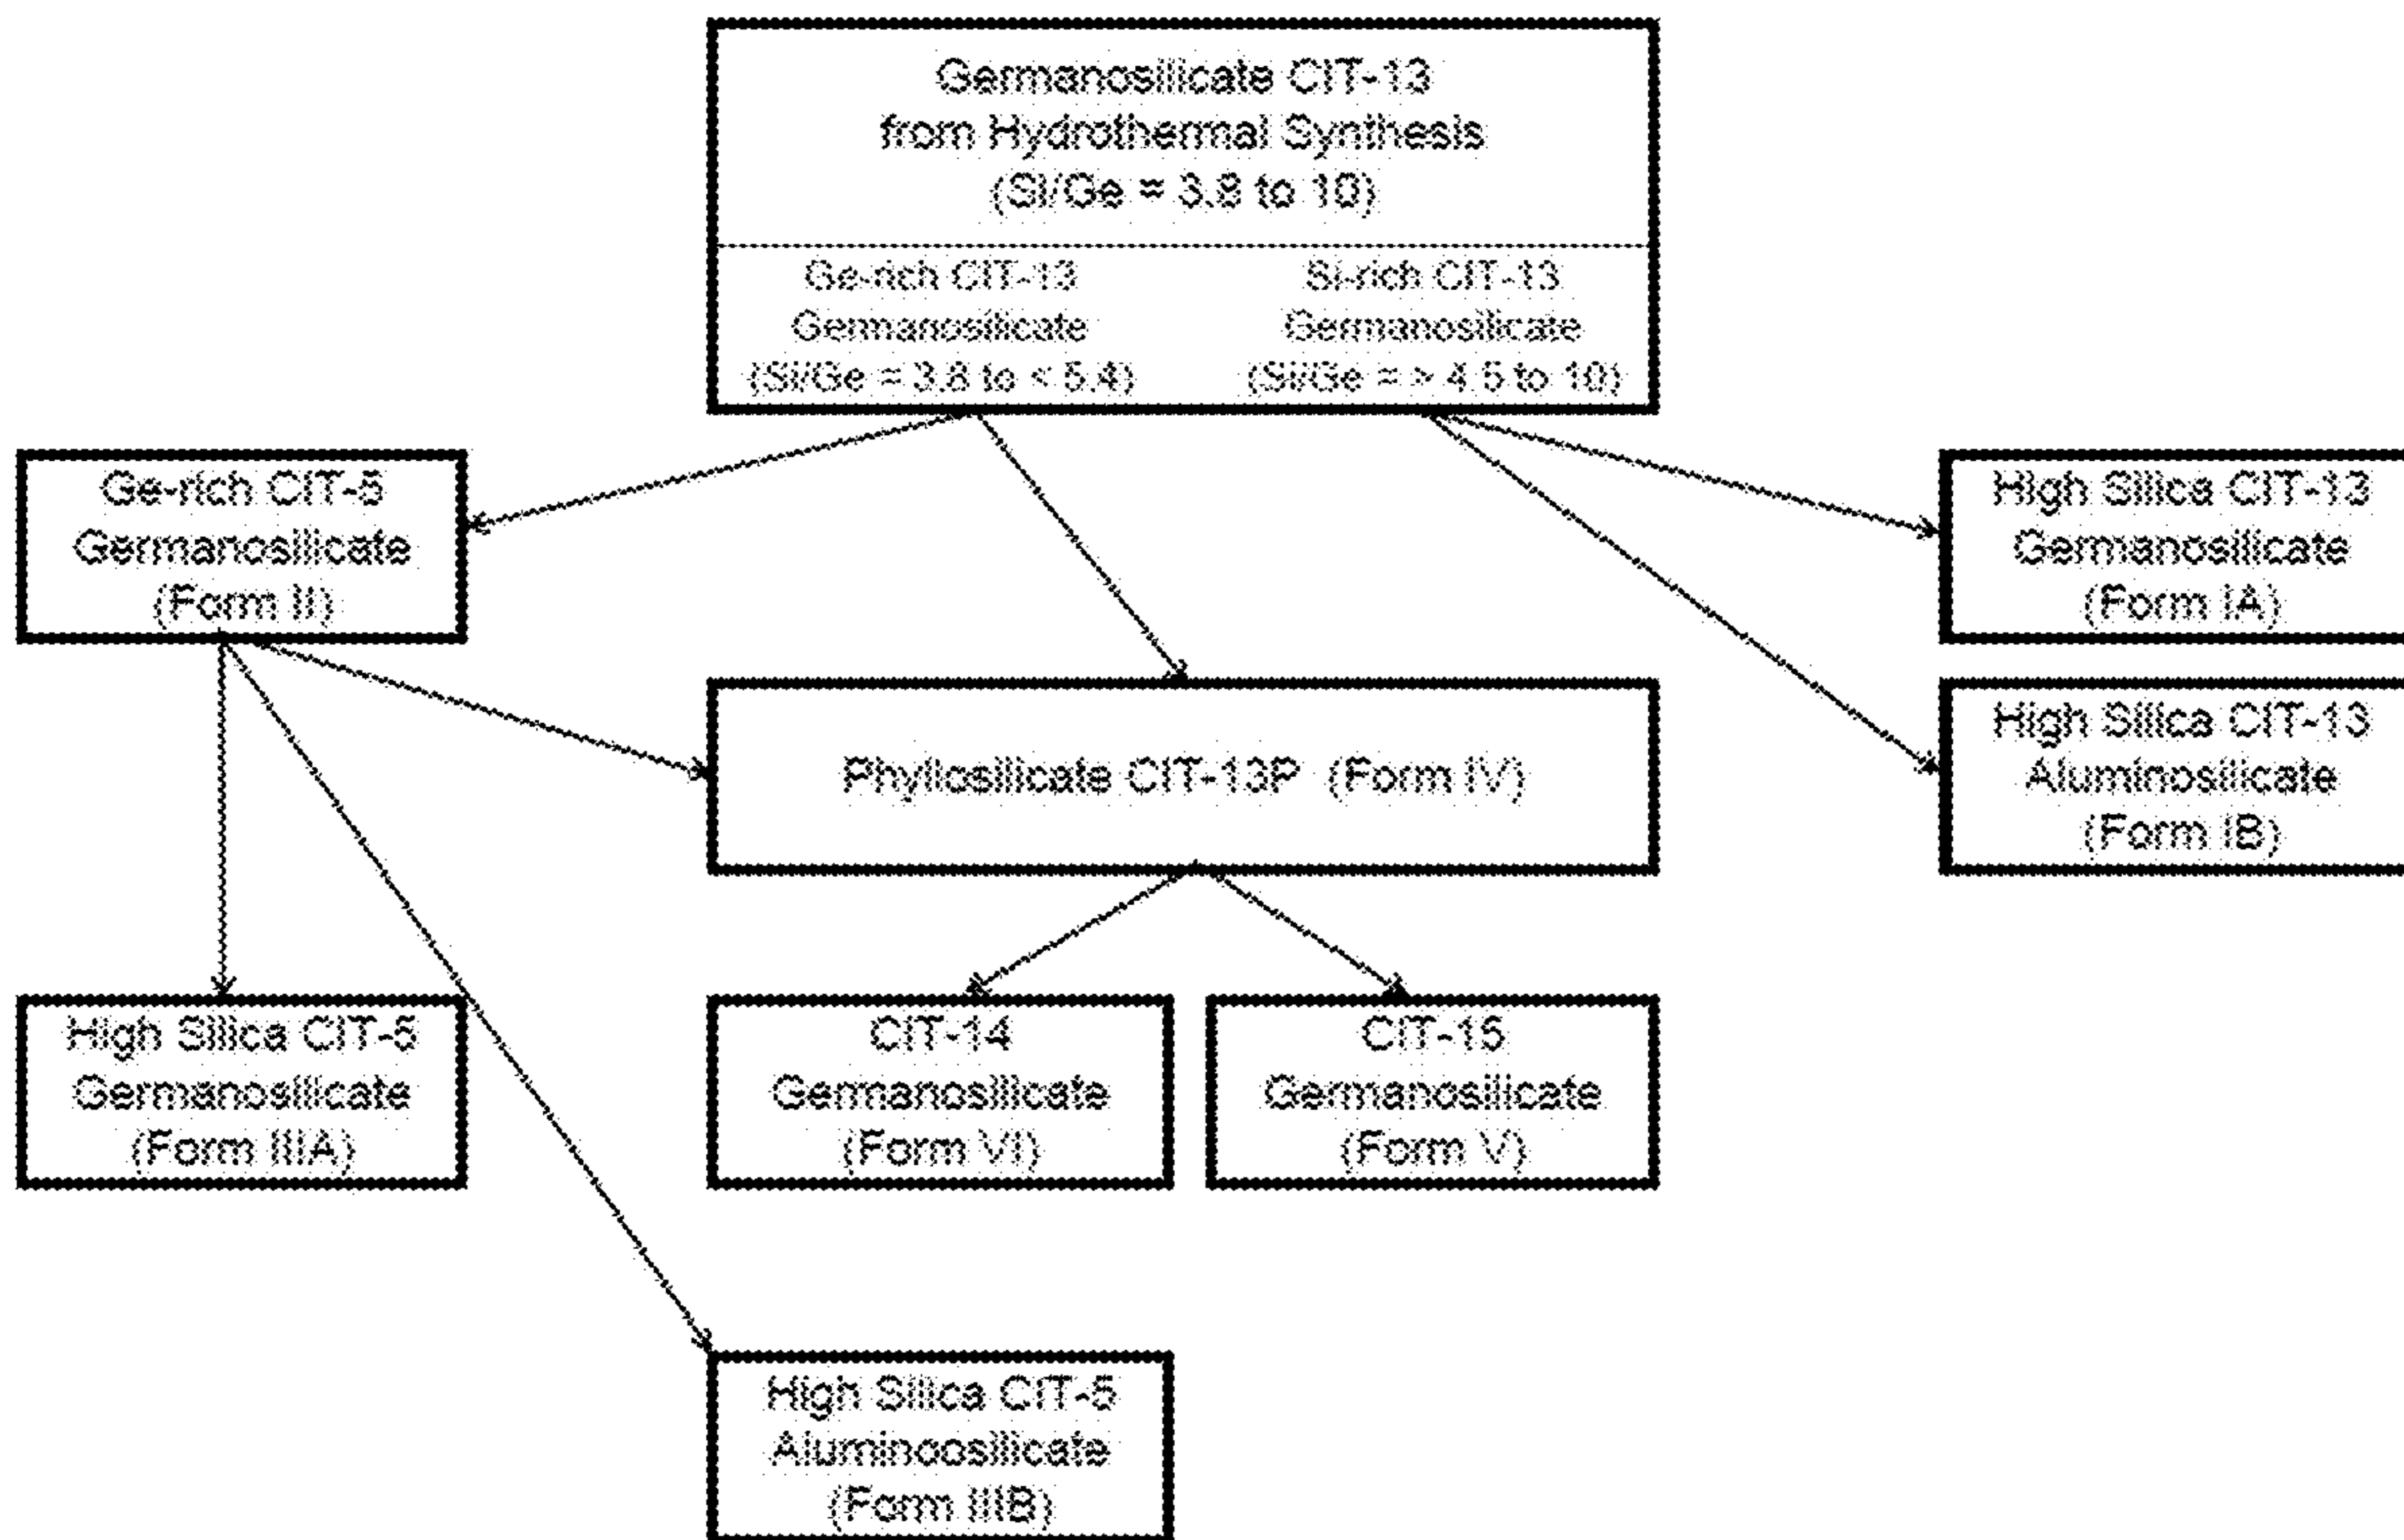 Germanosilicate CIT-13
from Hydrothermal Synthesis
(Si/Ge = 3.8 to 10)
Ge-rich CIT-13
Germanosilicate
(Si/Ge = 3.8 to < 5.4)
Si-rich CIT-13
Germanosilicate
(Si/Ge = > 4.5 to 10)
Ge-rich CIT-5
Germanosilicate
(Form II)
High Silica CIT-13
Germanosilicate
(Form IA)
Phyllosilicate CIT-13P (Form IV)
High Silica CIT-13
Aluminosilicate
(Form IB)
High Silica CIT-5
Germanosilicate
(Form IIIA)
CIT-14
Germanosilicate
(Form VI)
CIT-15
Germanosilicate
(Form V)
High Silica CIT-5
Aluminoosilicate
(Form IIIB)